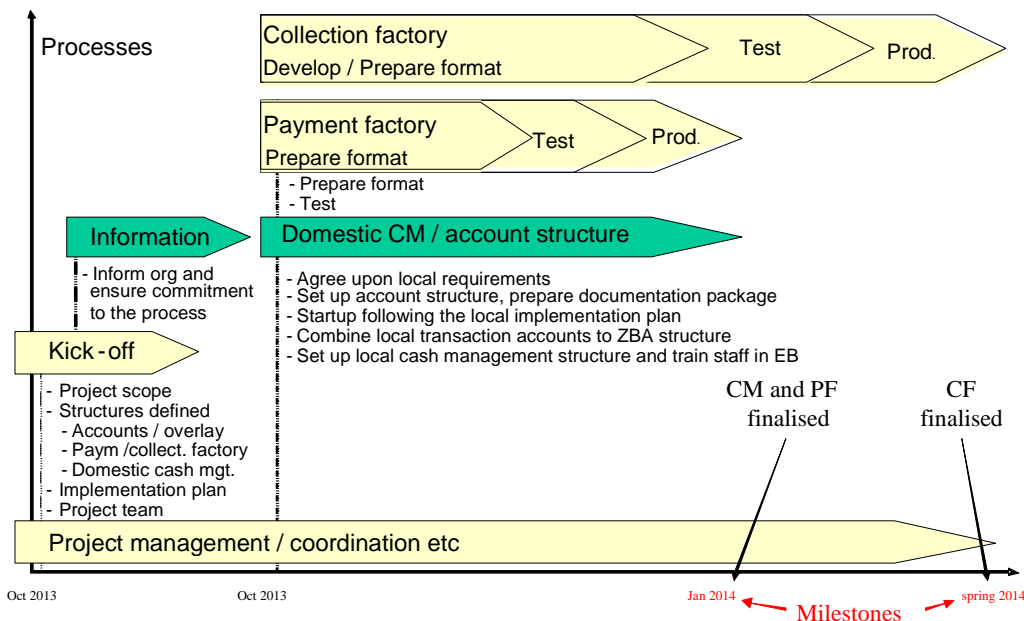 Processes
Collection factory
Develop / Prepare format
Test
Prod.
Payment factory
Prepare format
Test
Prod.
- Prepare format
- Test
Information
Domestic CM / account structure
- Inform org and
ensure commitment
to the process
- Agree upon local requirements
- Set up account structure, prepare documentation package
- Startup following the local implementation plan
- Combine local transaction accounts to ZBA structure
- Set up local cash management structure and train staff in EB
Kick-off
- Project scope
- Structures defined
- Accounts / overlay
- Paym /collect. factory
- Domestic cash mgt.
- Implementation plan
- Project team
CM and PF
finalised
CF
finalised
Project management / coordination etc
Oct 2013
Oct 2013
Jan 2014
spring 2014
Milestones